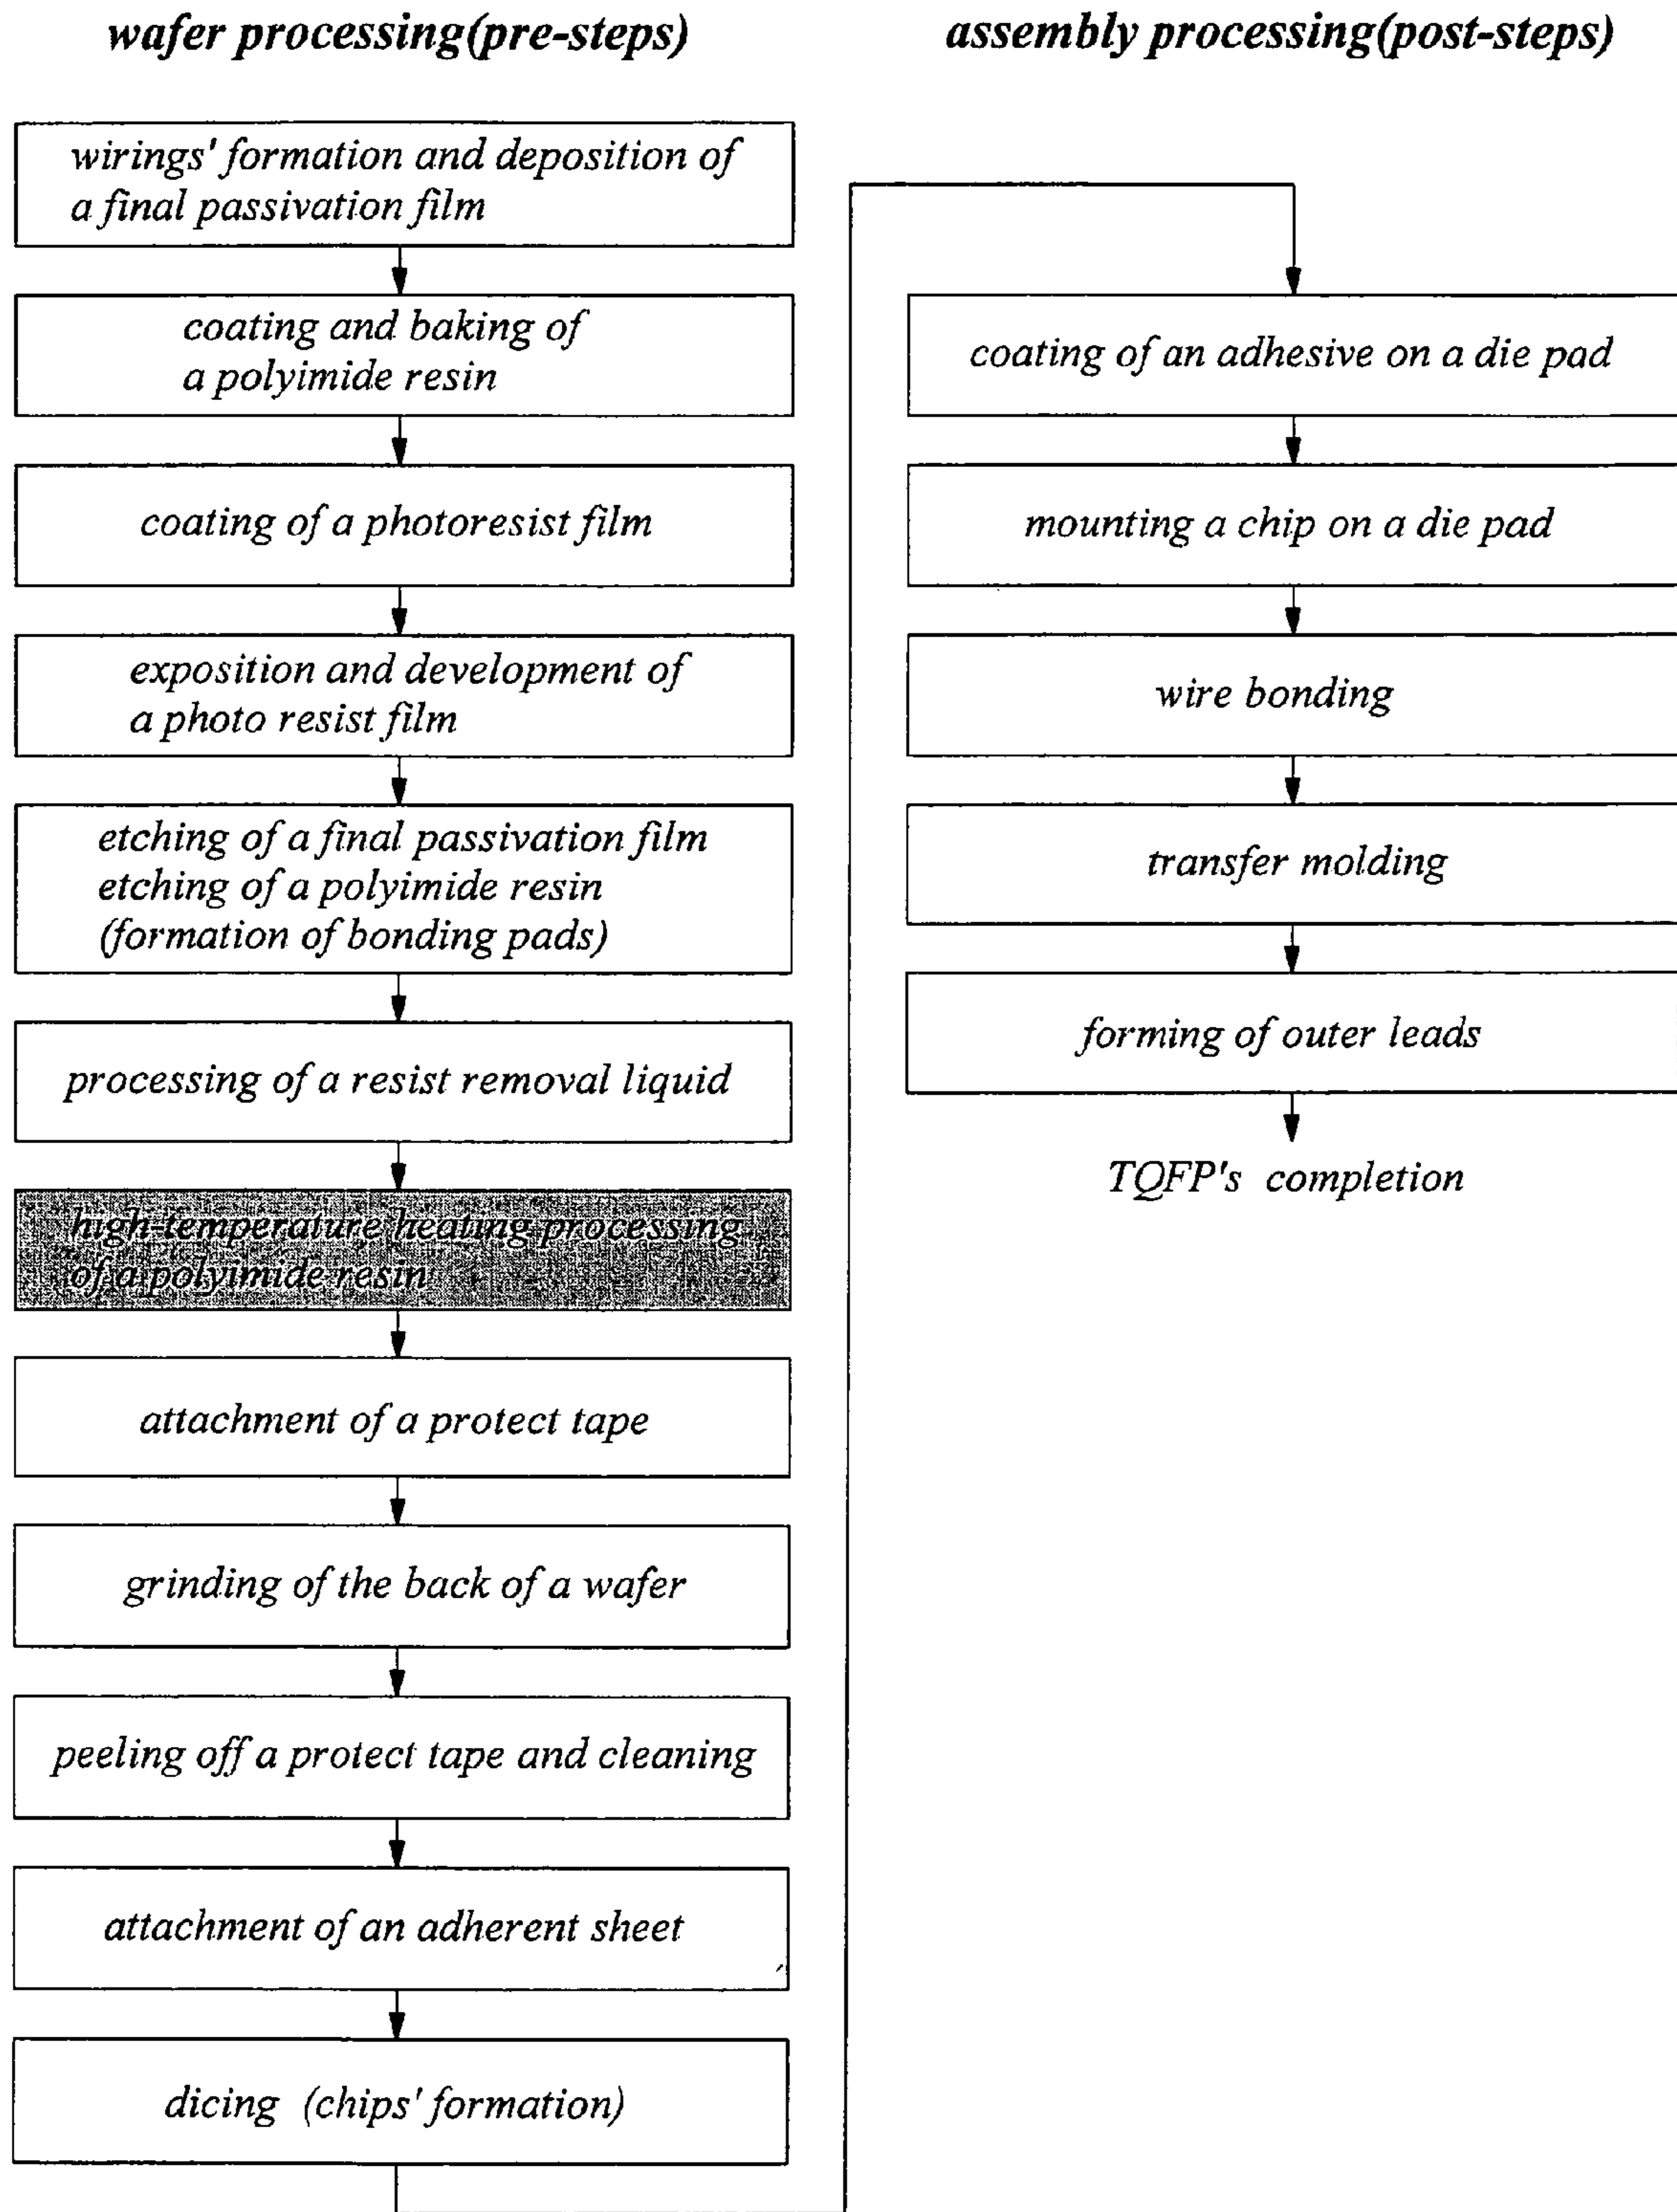 wafer processing(pre-steps)
wirings' formation and deposition of
a final passivation film
coating and baking of
a polyimide resin
coating of a photoresist film
exposition and development of
a photo resist film
etching of a final passivation film
etching of a polyimide resin
(formation of bonding pads)
processing of a resist removal liquid
high-temperature heating processing
of a polyimide resin
attachment of a protect tape
grinding of the back of a wafer
peeling off a protect tape and cleaning
attachment of an adherent sheet
dicing (chips' formation)
assembly processing(post-steps)
coating of an adhesive on a die pad
mounting a chip on a die pad
wire bonding
transfer molding
forming of outer leads
TQFP's completion